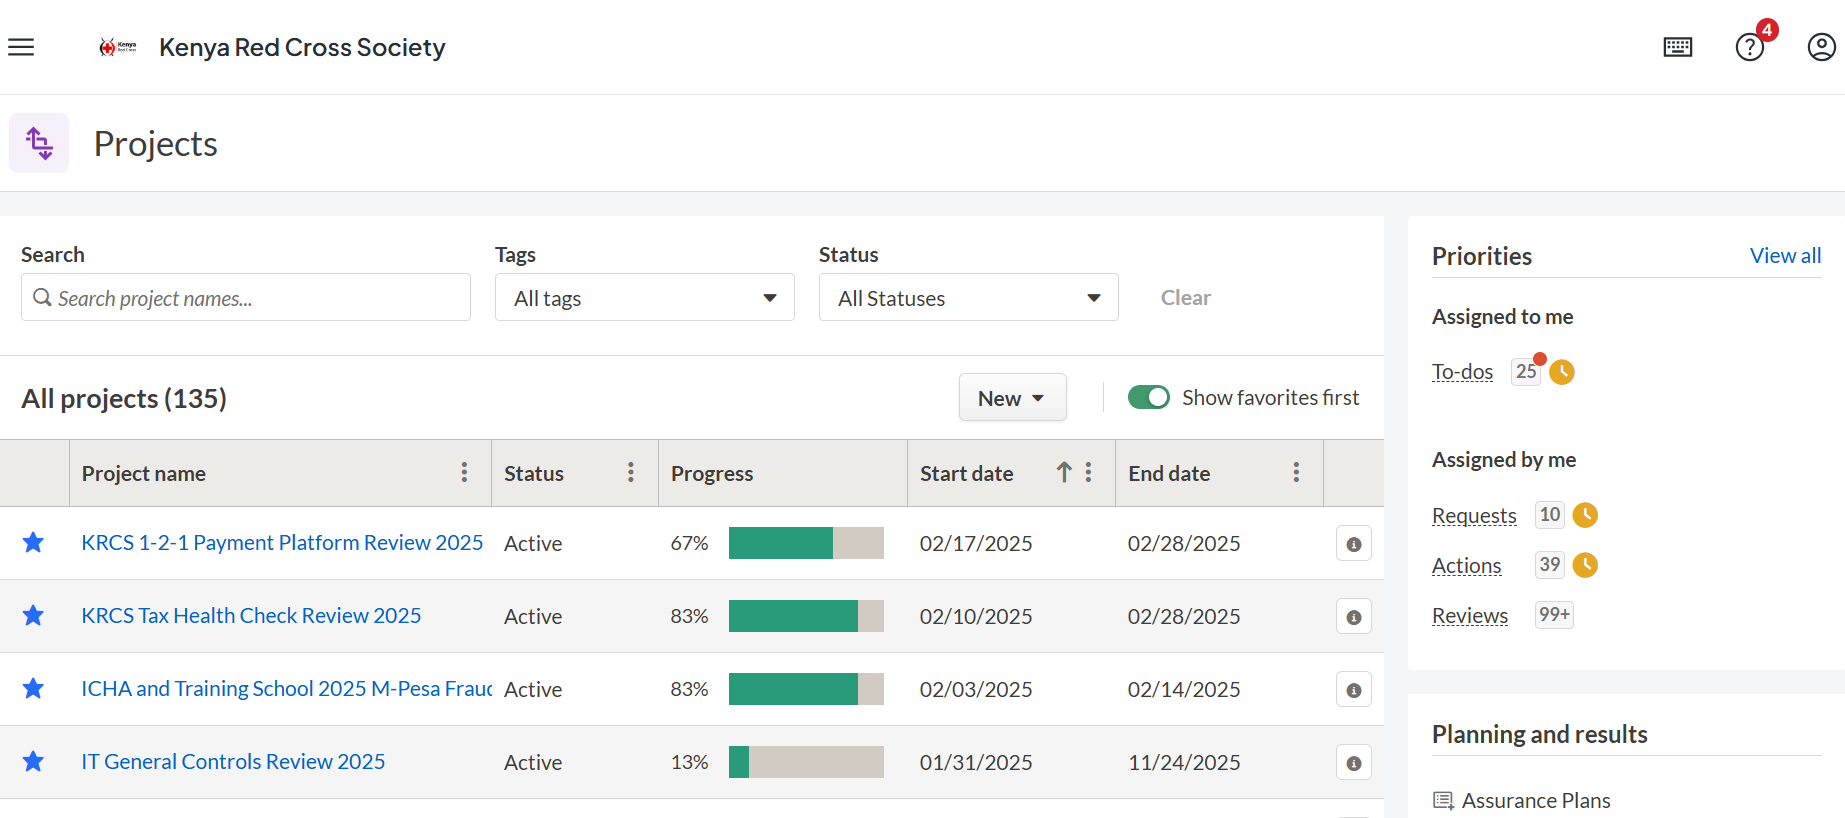 Kenya Red Cross Society
4
Projects
Search
Search project names...
Tags
All tags
Status
All Statuses
Clear
All projects (135)
New
Show favorites first
Project name Status Progress Start date End date
KRCS 1-2-1 Payment Platform Review 2025 Active 67% 02/17/2025 02/28/2025
KRCS Tax Health Check Review 2025 Active 83% 02/10/2025 02/28/2025
ICHA and Training School 2025 M-Pesa Fraud Active 83% 02/03/2025 02/14/2025
IT General Controls Review 2025 Active 13% 01/31/2025 11/24/2025
Priorities View all
Assigned to me
To-dos 25
Assigned by me
Requests 10
Actions 39
Reviews 99+
Planning and results
Assurance Plans